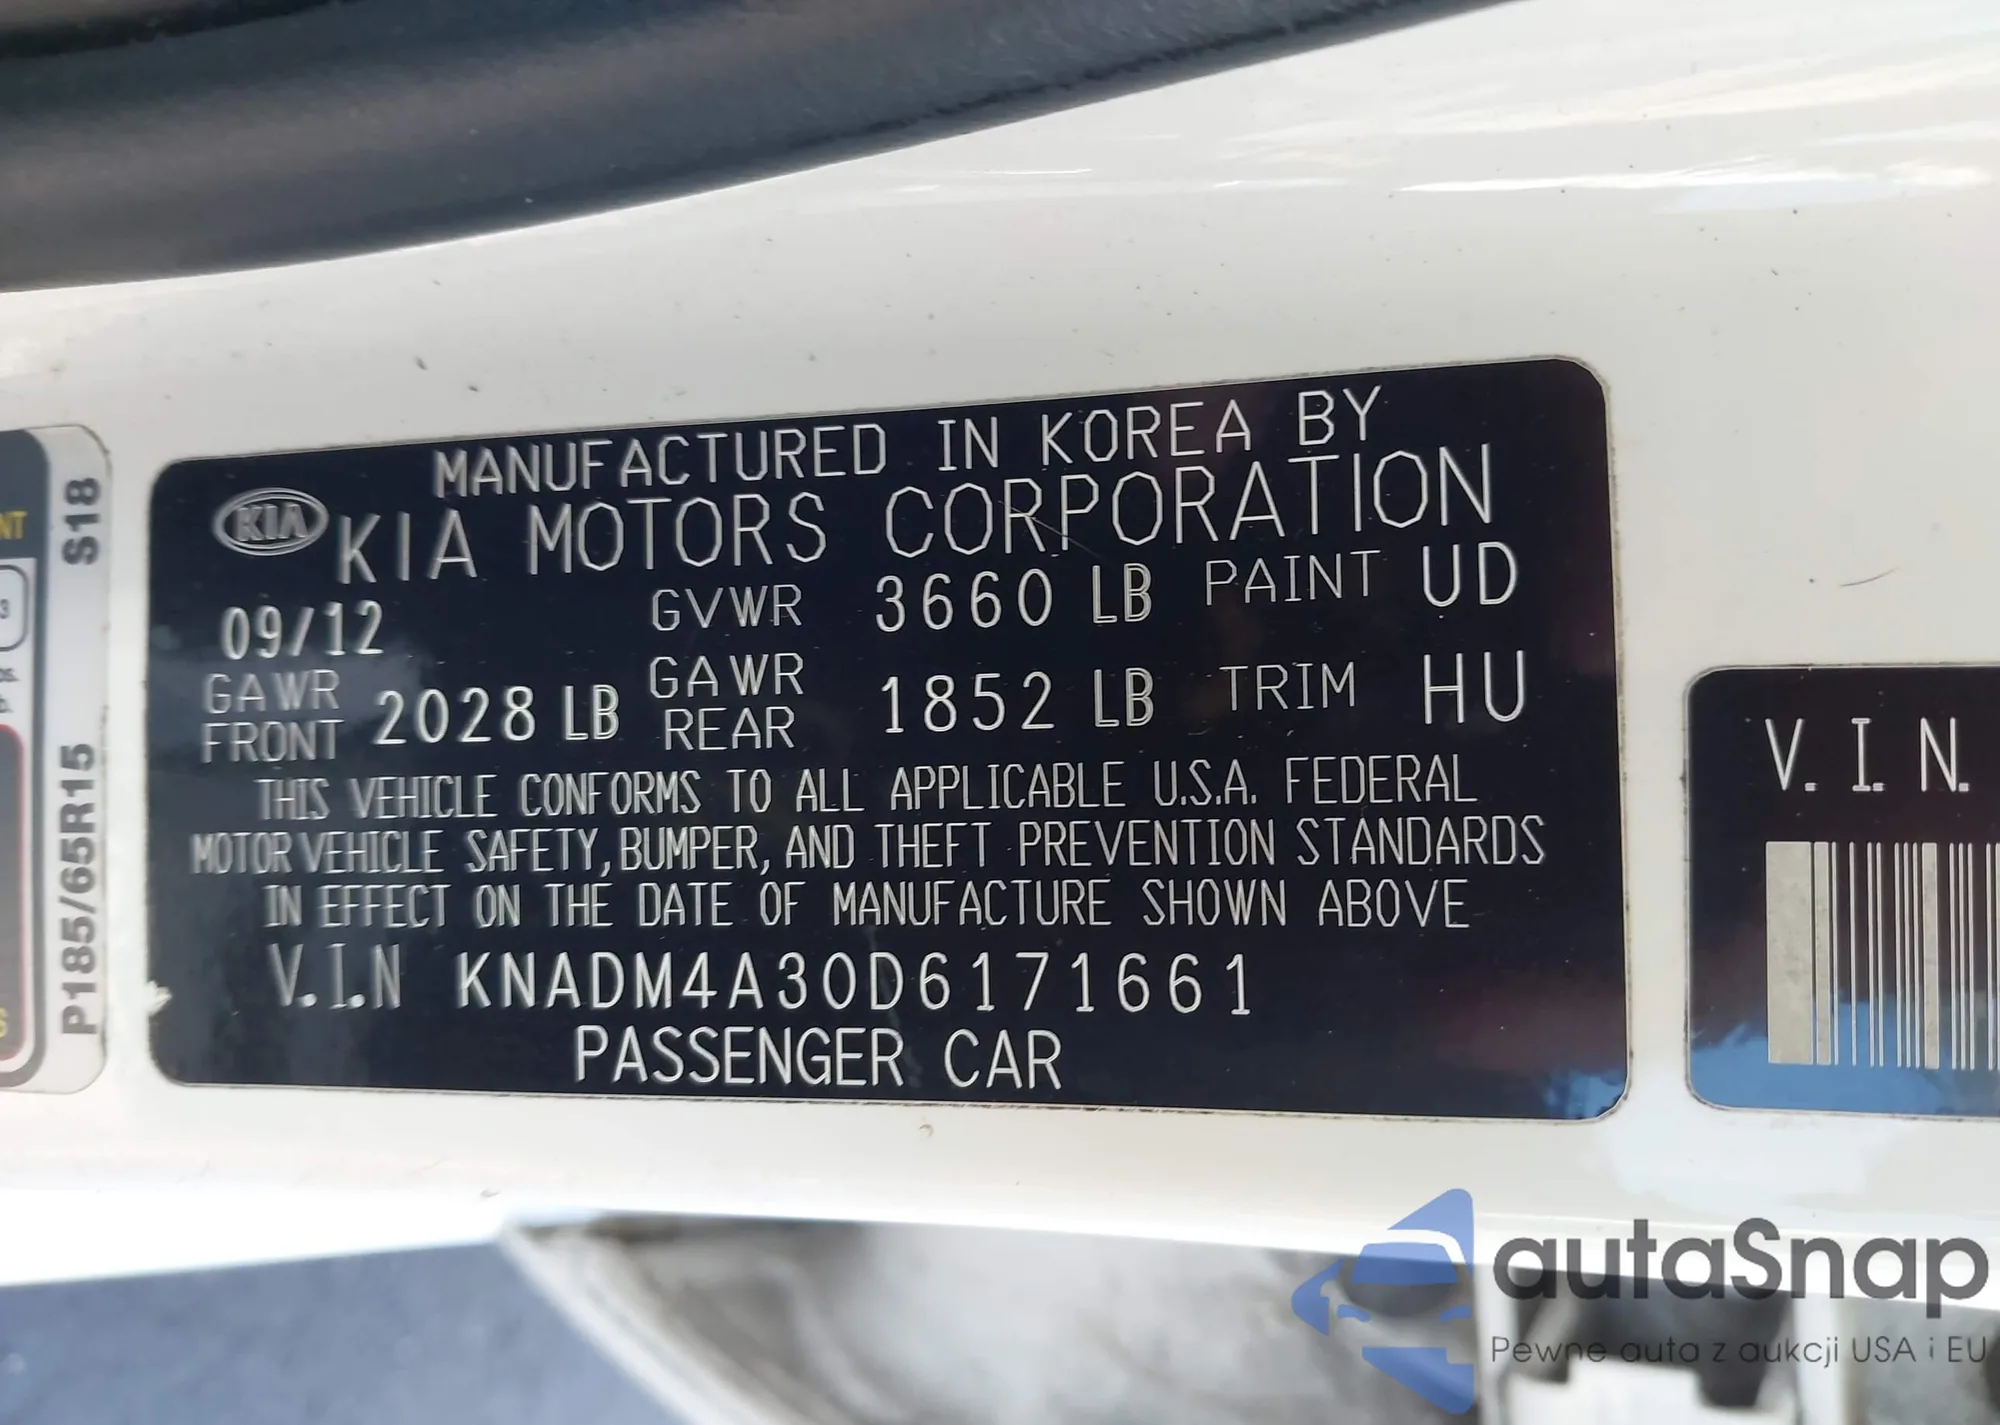 MANUFACTURED IN KOREA BY
KIA KIA MOTORS CORPORATION
09/12 GVWR 3660 LB PAINT UD
GAWR FRONT 2028 LB GAWR REAR 1852 LB TRIM HU
THIS VEHICLE CONFORMS TO ALL APPLICABLE U.S.A. FEDERAL
MOTOR VEHICLE SAFETY, BUMPER, AND THEFT PREVENTION STANDARDS
IN EFFECT ON THE DATE OF MANUFACTURE SHOWN ABOVE
V.I.N KNADM4A30D6171661
PASSENGER CAR
P185/65R15 S18
NT
3
V.I.N.
autaSnap
Pewne auta z aukcji USA i EU